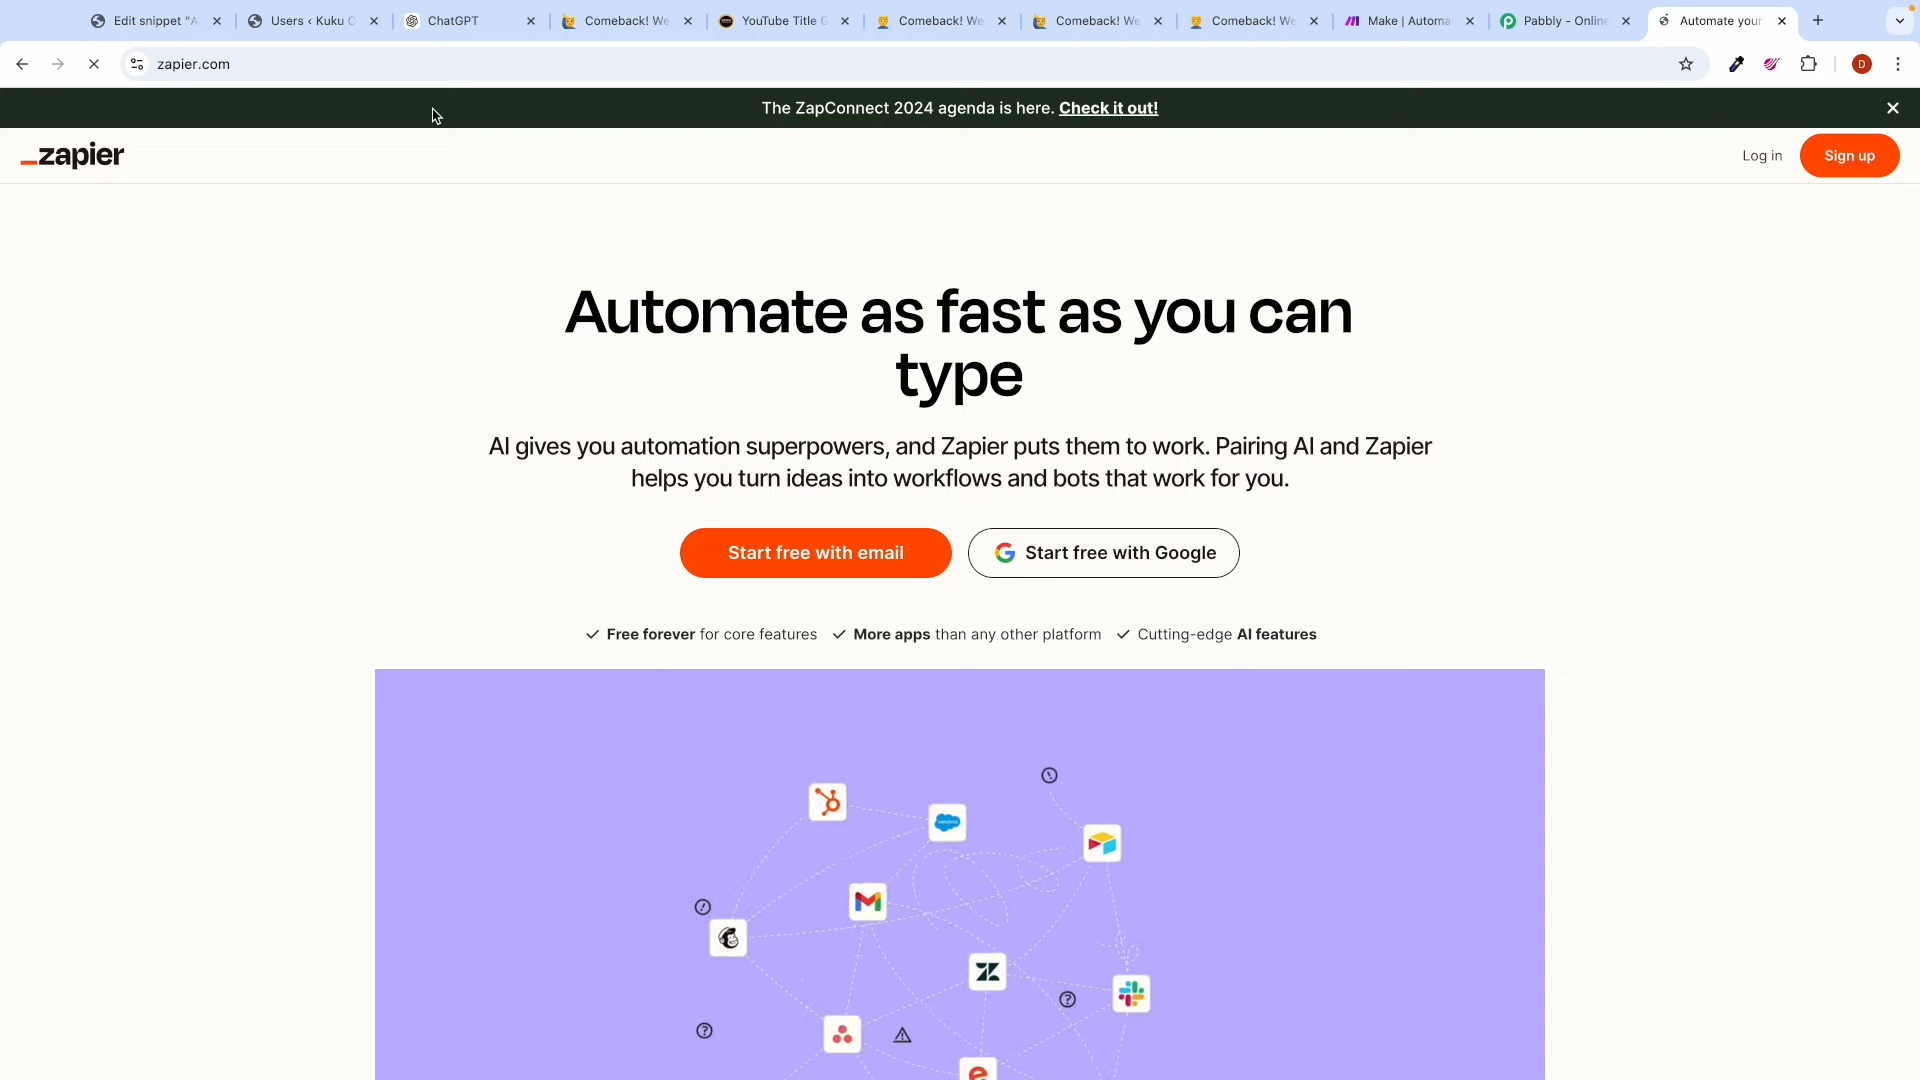 Edit snippet "A
Users ‹ Kuku C
ChatGPT
Comeback! We
YouTube Title G
Comeback! We
Comeback! We
Comeback! We
Make | Automa
Pabbly - Online
Automate your
zapier.com
D
The ZapConnect 2024 agenda is here. Check it out!
_zapier
Log in
Sign up
Automate as fast as you can
type
AI gives you automation superpowers, and Zapier puts them to work. Pairing AI and Zapier
helps you turn ideas into workflows and bots that work for you.
Start free with email
Start free with Google
Free forever for core features
More apps than any other platform
Cutting-edge AI features